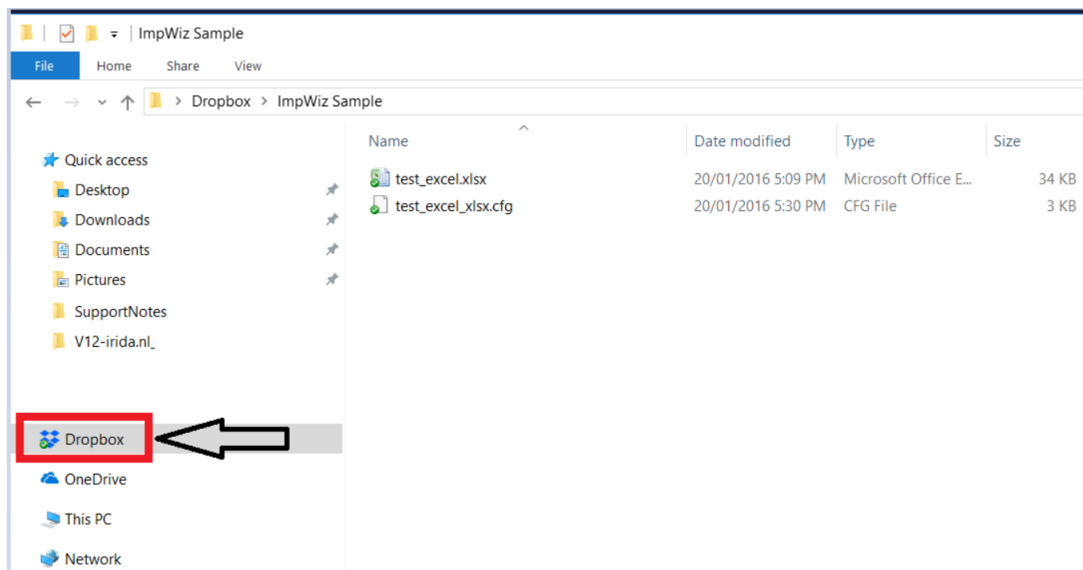 ImpWiz Sample
File Home Share View
Dropbox > ImpWiz Sample
Name Date modified Type Size
Quick access
Desktop
Downloads
Documents
Pictures
SupportNotes
V12-irida.nl_
Dropbox
OneDrive
This PC
Network
test_excel.xlsx 20/01/2016 5:09 PM Microsoft Office E... 34 KB
test_excel_xlsx.cfg 20/01/2016 5:30 PM CFG File 3 KB